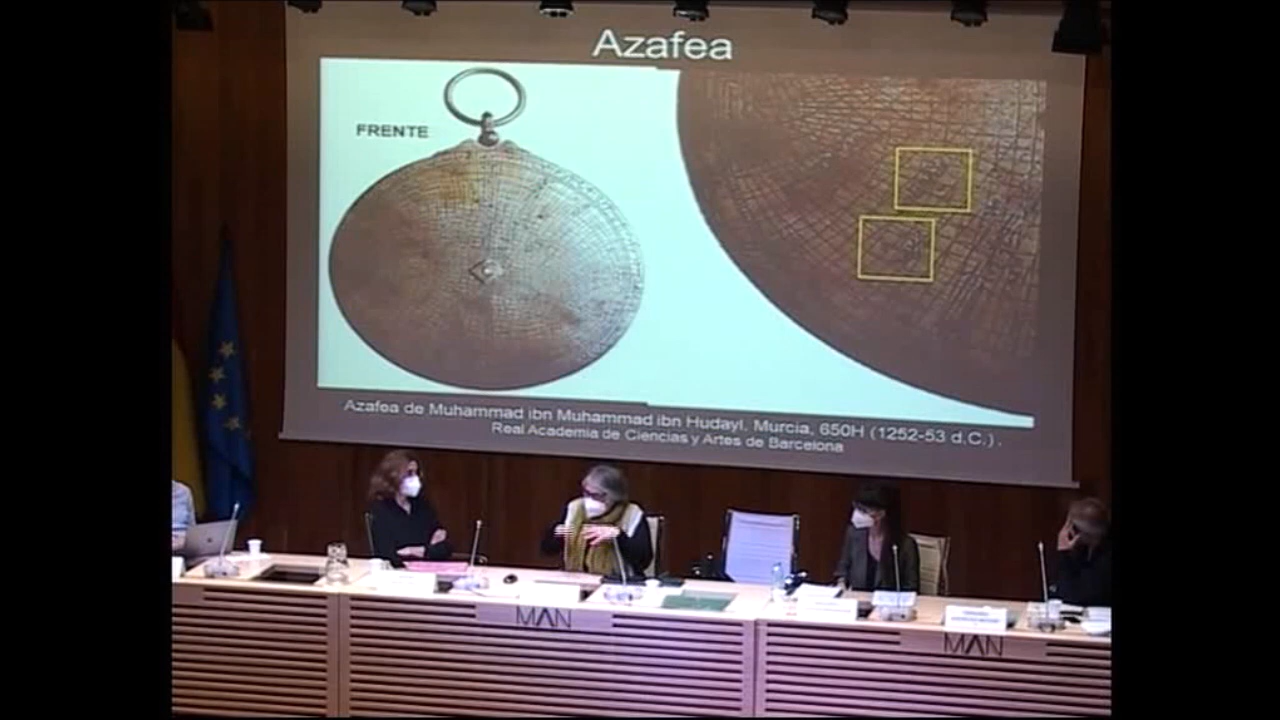 Azafea
FRENTE
Azafea de Muhammad ibn Muhammad ibn Hudayl. Murcia, 650H (1252-53 d.C.).
Real Academia de Ciencias y Artes de Barcelona
MAN
MAN